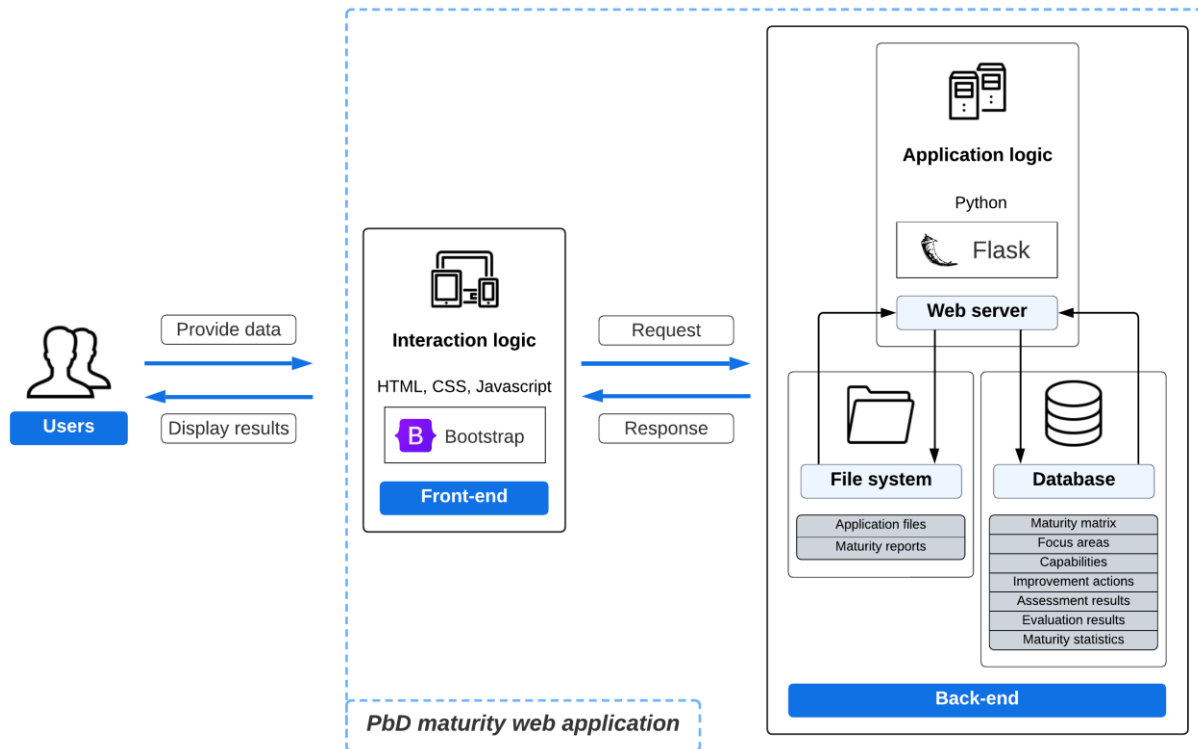 Users
Provide data
Display results
Interaction logic
HTML, CSS, Javascript
B
Bootstrap
Front-end
Request
Response
Application logic
Python
Flask
Web server
File system
Application files
Maturity reports
Database
Maturity matrix
Focus areas
Capabilities
Improvement actions
Assessment results
Evaluation results
Maturity statistics
Back-end
PbD maturity web application